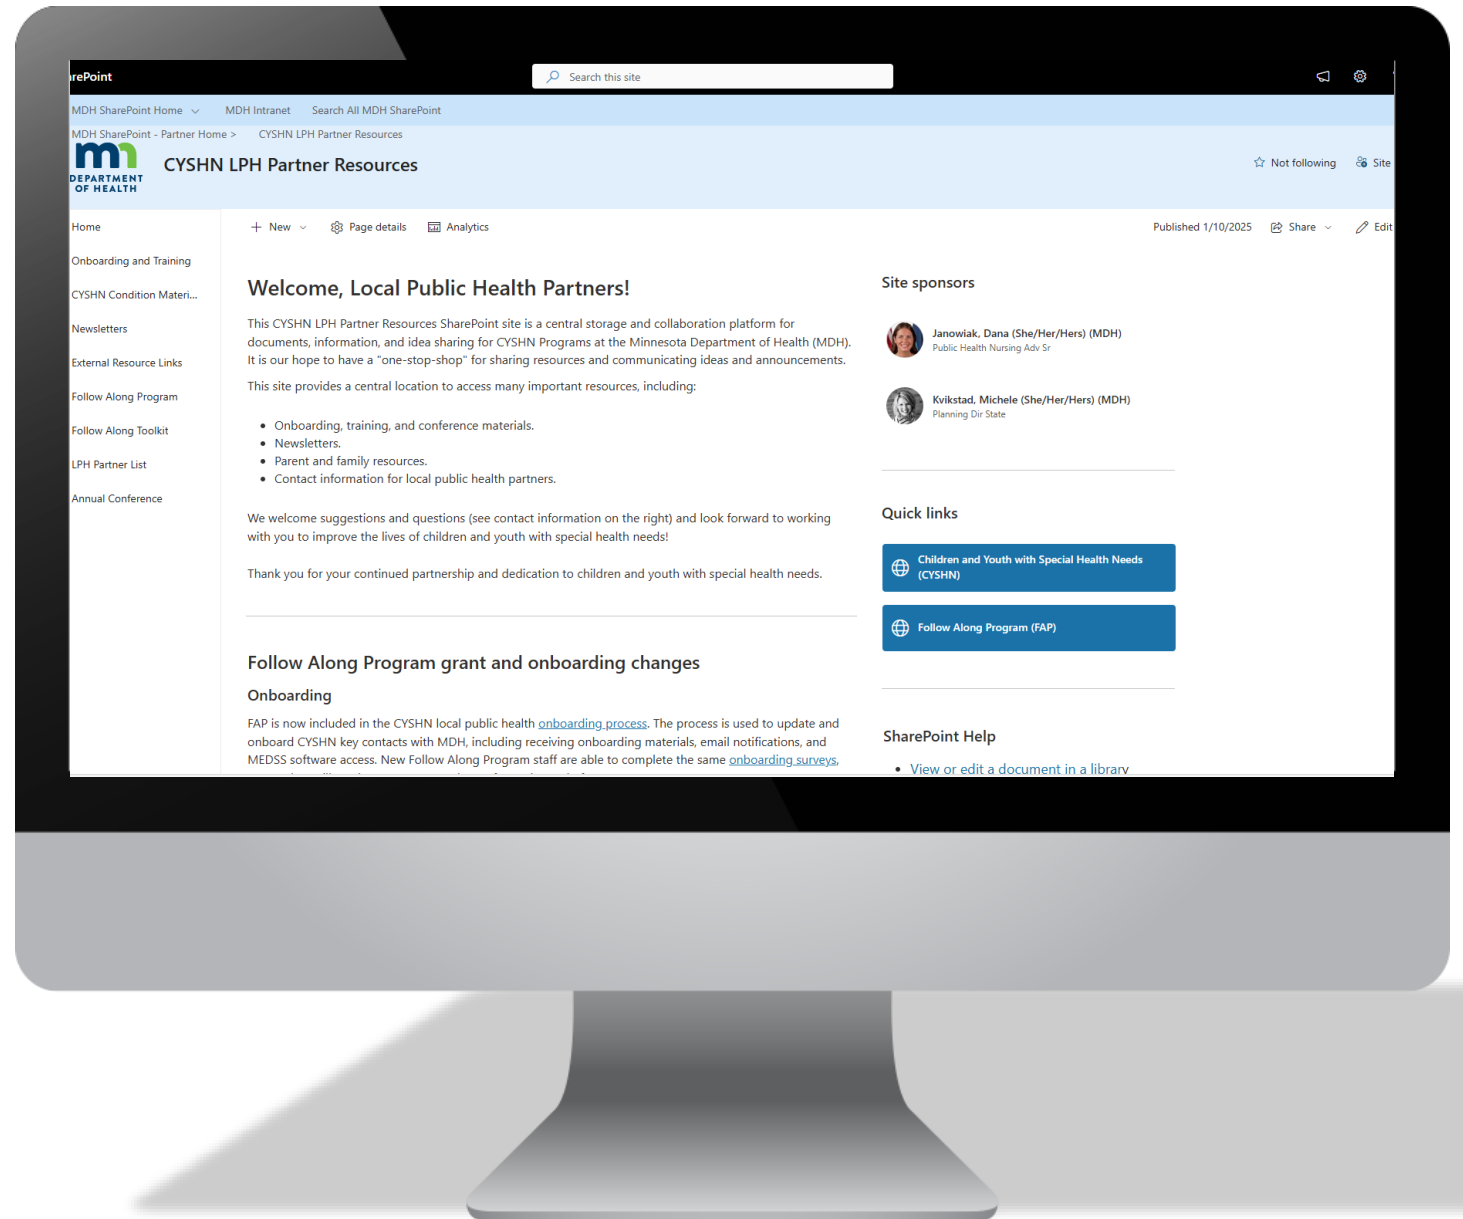 rePoint
Search this site
MDH SharePoint Home
MDH Intranet
Search All MDH SharePoint
MDH SharePoint - Partner Home >
CYSHN LPH Partner Resources
mn
DEPARTMENT
OF HEALTH
CYSHN LPH Partner Resources
Not following
Site
Home
Onboarding and Training
CYSHN Condition Materi...
Newsletters
External Resource Links
Follow Along Program
Follow Along Toolkit
LPH Partner List
Annual Conference
+ New
Page details
Analytics
Published 1/10/2025
Share
Edit
Welcome, Local Public Health Partners!
This CYSHN LPH Partner Resources SharePoint site is a central storage and collaboration platform for
documents, information, and idea sharing for CYSHN Programs at the Minnesota Department of Health (MDH).
It is our hope to have a "one-stop-shop" for sharing resources and communicating ideas and announcements.
This site provides a central location to access many important resources, including:
• Onboarding, training, and conference materials.
• Newsletters.
• Parent and family resources.
• Contact information for local public health partners.
We welcome suggestions and questions (see contact information on the right) and look forward to working
with you to improve the lives of children and youth with special health needs!
Thank you for your continued partnership and dedication to children and youth with special health needs.
Follow Along Program grant and onboarding changes
Onboarding
FAP is now included in the CYSHN local public health onboarding process. The process is used to update and
onboard CYSHN key contacts with MDH, including receiving onboarding materials, email notifications, and
MEDSS software access. New Follow Along Program staff are able to complete the same onboarding surveys,
Site sponsors
Janowiak, Dana (She/Her/Hers) (MDH)
Public Health Nursing Adv Sr
Kvikstad, Michele (She/Her/Hers) (MDH)
Planning Dir State
Quick links
Children and Youth with Special Health Needs
(CYSHN)
Follow Along Program (FAP)
SharePoint Help
• View or edit a document in a library